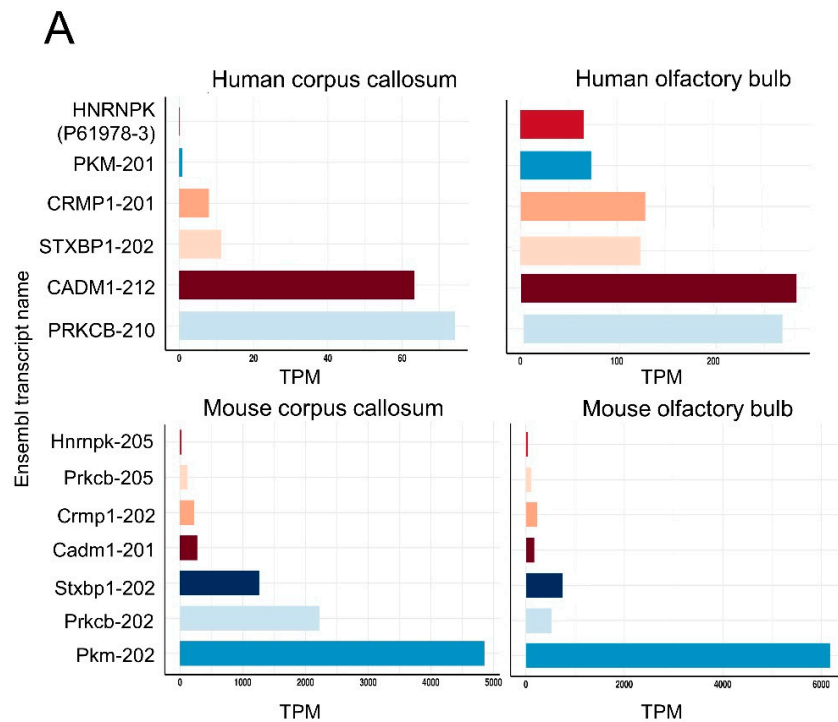 A
Human corpus callosum
Human olfactory bulb
HNRNPK
(P61978-3)
PKM-201
CRMP1-201
STXBP1-202
CADM1-212
PRKCB-210
0 20 40 60
TPM
0 100 200
TPM
Ensembl transcript name
Mouse corpus callosum
Mouse olfactory bulb
Hnrnpk-205
Prkcb-205
Crmp1-202
Cadm1-201
Stxbp1-202
Prkcb-202
Pkm-202
0 1000 2000 3000 4000 5000
TPM
0 2000 4000 6000
TPM